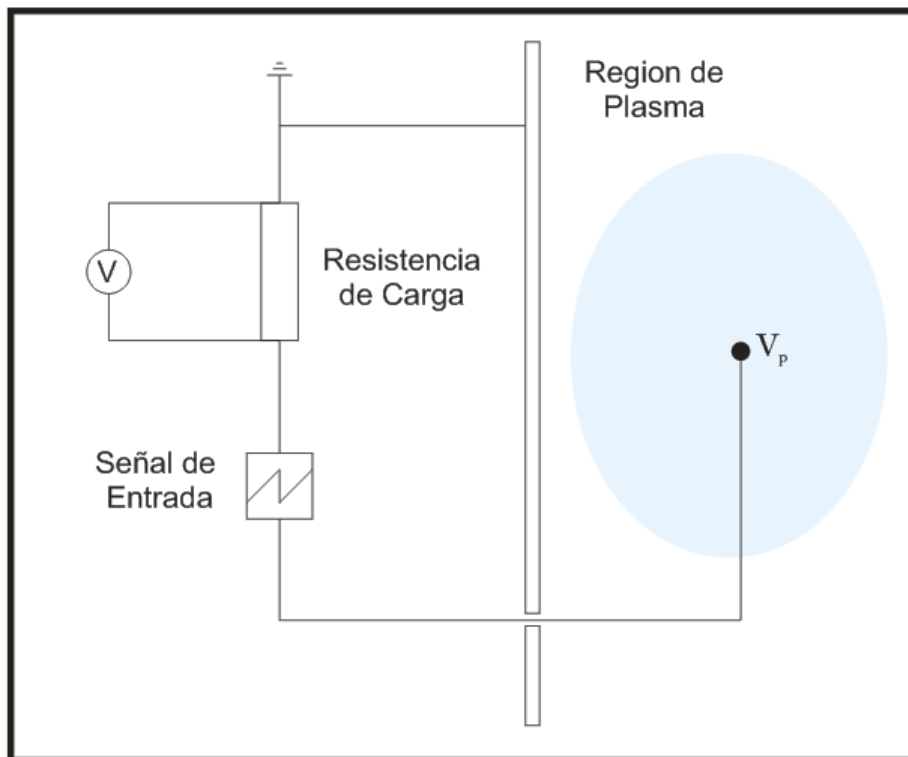 Region de
Plasma
Resistencia
de Carga
V
V_p
Señal de
Entrada